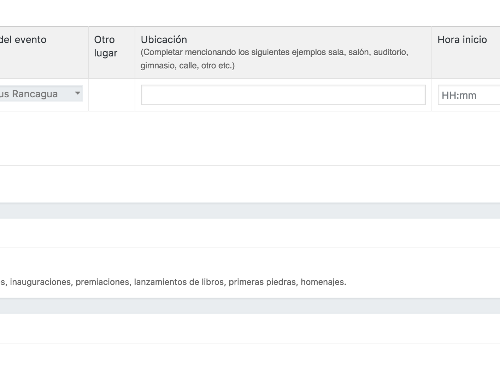 del evento
Otro lugar
Ubicación
(Completar mencionando los siguientes ejemplos sala, salón, auditorio,
gimnasio, calle, otro etc.)
Hora inicio
Rancagua
HH:mm
inauguraciones, premiaciones, lanzamientos de libros, primeras piedras, homenajes.